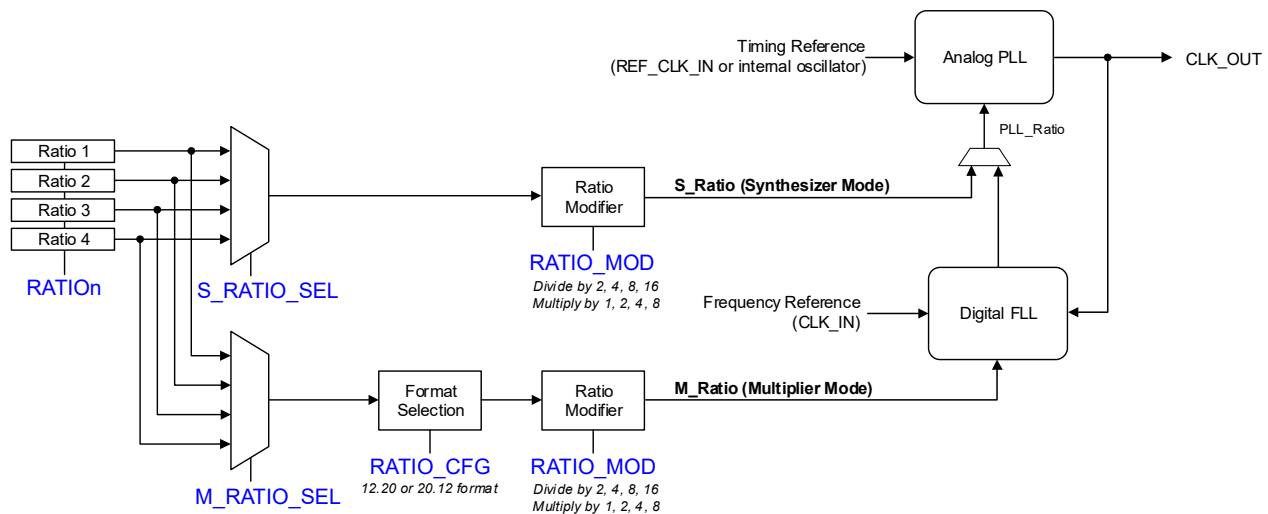 Timing Reference
(REF_CLK_IN or internal oscillator)
Analog PLL
CLK_OUT
PLL_Ratio
Ratio 1
Ratio 2
Ratio 3
Ratio 4
RATIOn
S_RATIO_SEL
Ratio
Modifier
RATIO_MOD
Divide by 2, 4, 8, 16
Multiply by 1, 2, 4, 8
S_Ratio (Synthesizer Mode)
Frequency Reference
(CLK_IN)
Digital FLL
M_RATIO_SEL
Format
Selection
RATIO_CFG
12.20 or 20.12 format
Ratio
Modifier
RATIO_MOD
Divide by 2, 4, 8, 16
Multiply by 1, 2, 4, 8
M_Ratio (Multiplier Mode)